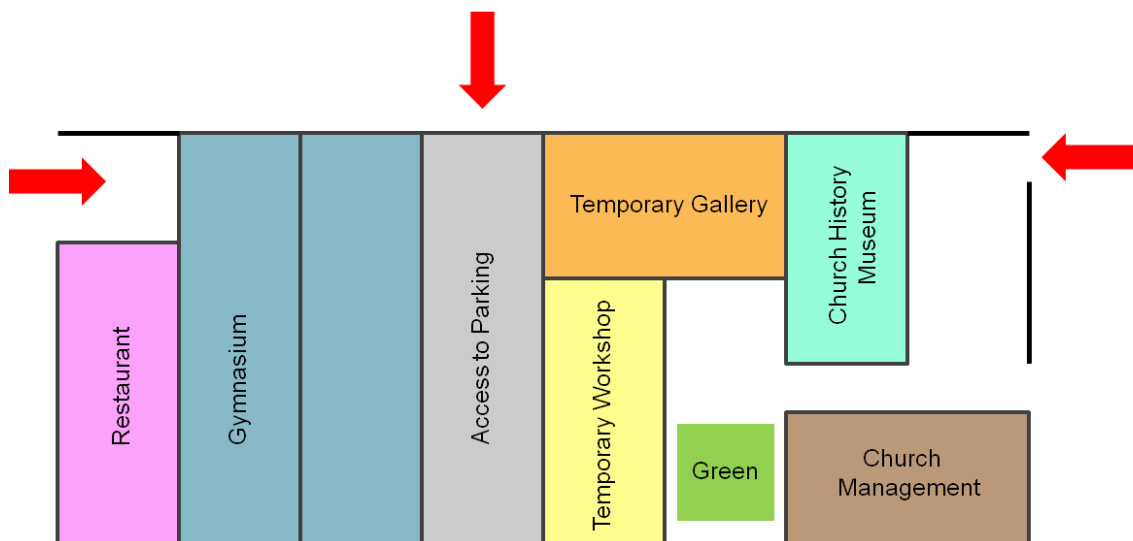 Restaurant
Gymnasium
Access to Parking
Temporary Gallery
Temporary Workshop
Church History
Museum
Green
Church
Management